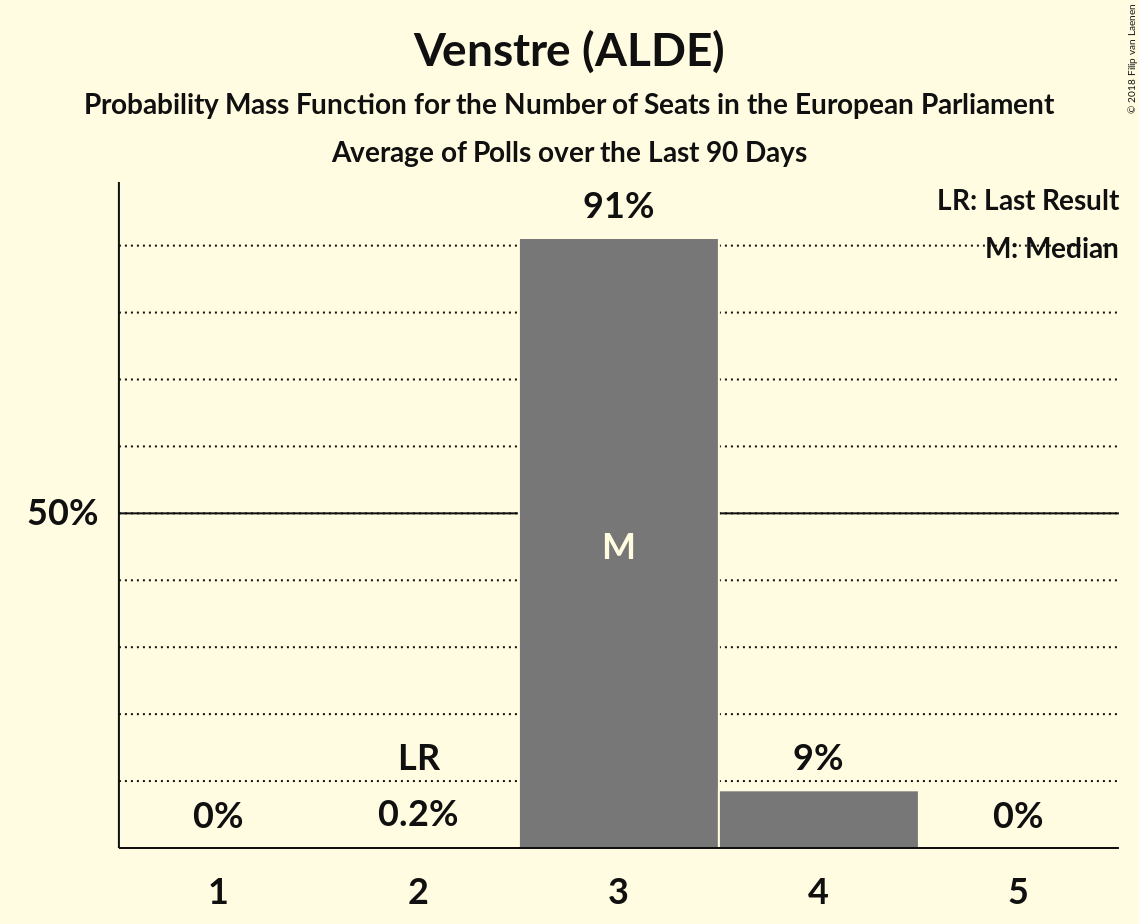 Venstre (ALDE)
Probability Mass Function for the Number of Seats in the European Parliament
Average of Polls over the Last 90 Days
© 2018 Filip van Laenen
LR: Last Result
M: Median
91%
50%
M
LR
9%
0%
0.2%
0%
1
2
3
4
5